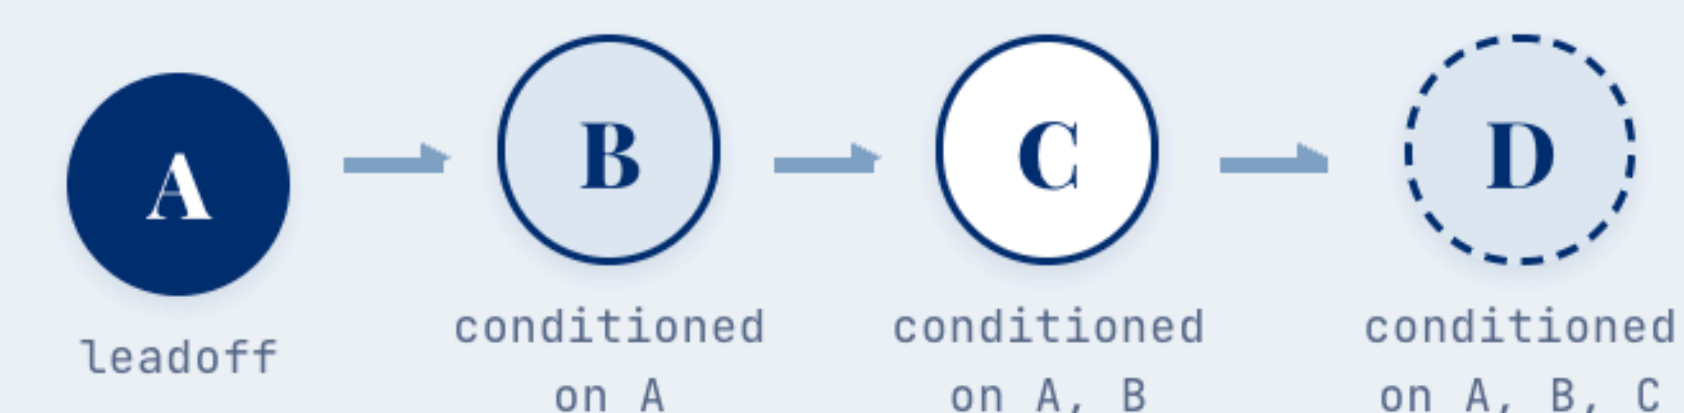 A
B
C
D
leadoff
conditioned
on A
conditioned
on A, B
conditioned
on A, B, C